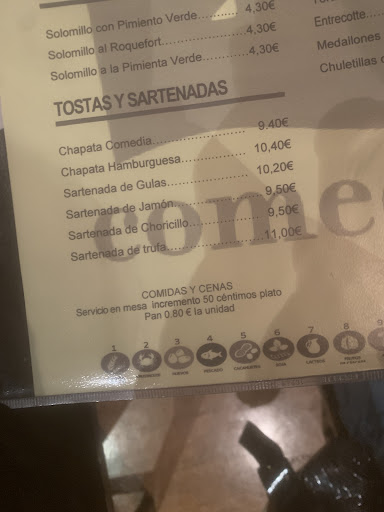 Solomillo con Pimiento Verde........... 4,30€
Solomillo al Roquefort.................... 4,30€
Solomillo a la Pimienta Verde.......... 4,30€
Entrecotte
Medallones
Chuletillas
TOSTAS Y SARTENADAS
Chapata Comedia........................ 9,40€
Chapata Hamburguesa................. 10,40€
Sartenada de Gulas..................... 10,20€
Sartenada de Jamón.................... 9,50€
Sartenada de Choricillo................ 9,50€
Sartenada de trufa...................... 11,00€
come
COMIDAS Y CENAS
Servicio en mesa incremento 50 céntimos plato
Pan 0,80 € la unidad
1 2 3 4 5 6 7 8 9
HUEVOS PESCADO CACAHUETES SOJA LÁCTEOS